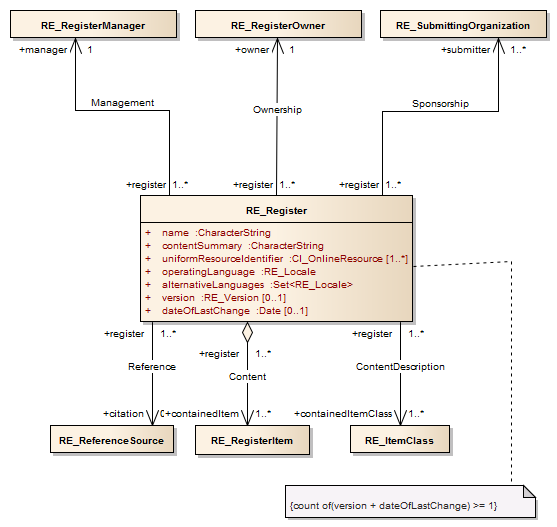 RE_RegisterManager RE_RegisterOwner RE_SubmittingOrganization
+manager 1 +owner 1 +submitter 1..*
Management Ownership Sponsorship
+register 1..* +register 1..* +register 1..*
RE_Register
+ name :CharacterString
+ contentSummary :CharacterString
+ uniformResourceIdentifier :CI_OnlineResource [1..*]
+ operatingLanguage :RE_Locale
+ alternativeLanguages :Set<RE_Locale>
+ version :RE_Version [0..1]
+ dateOfLastChange :Date [0..1]
+register 1..* +register 1..* +register 1..*
Reference Content ContentDescription
+citation +containedItem 1..* +containedItemClass 1..*
RE_ReferenceSource RE_RegisterItem RE_ItemClass
{count of(version + dateOfLastChange) >= 1}